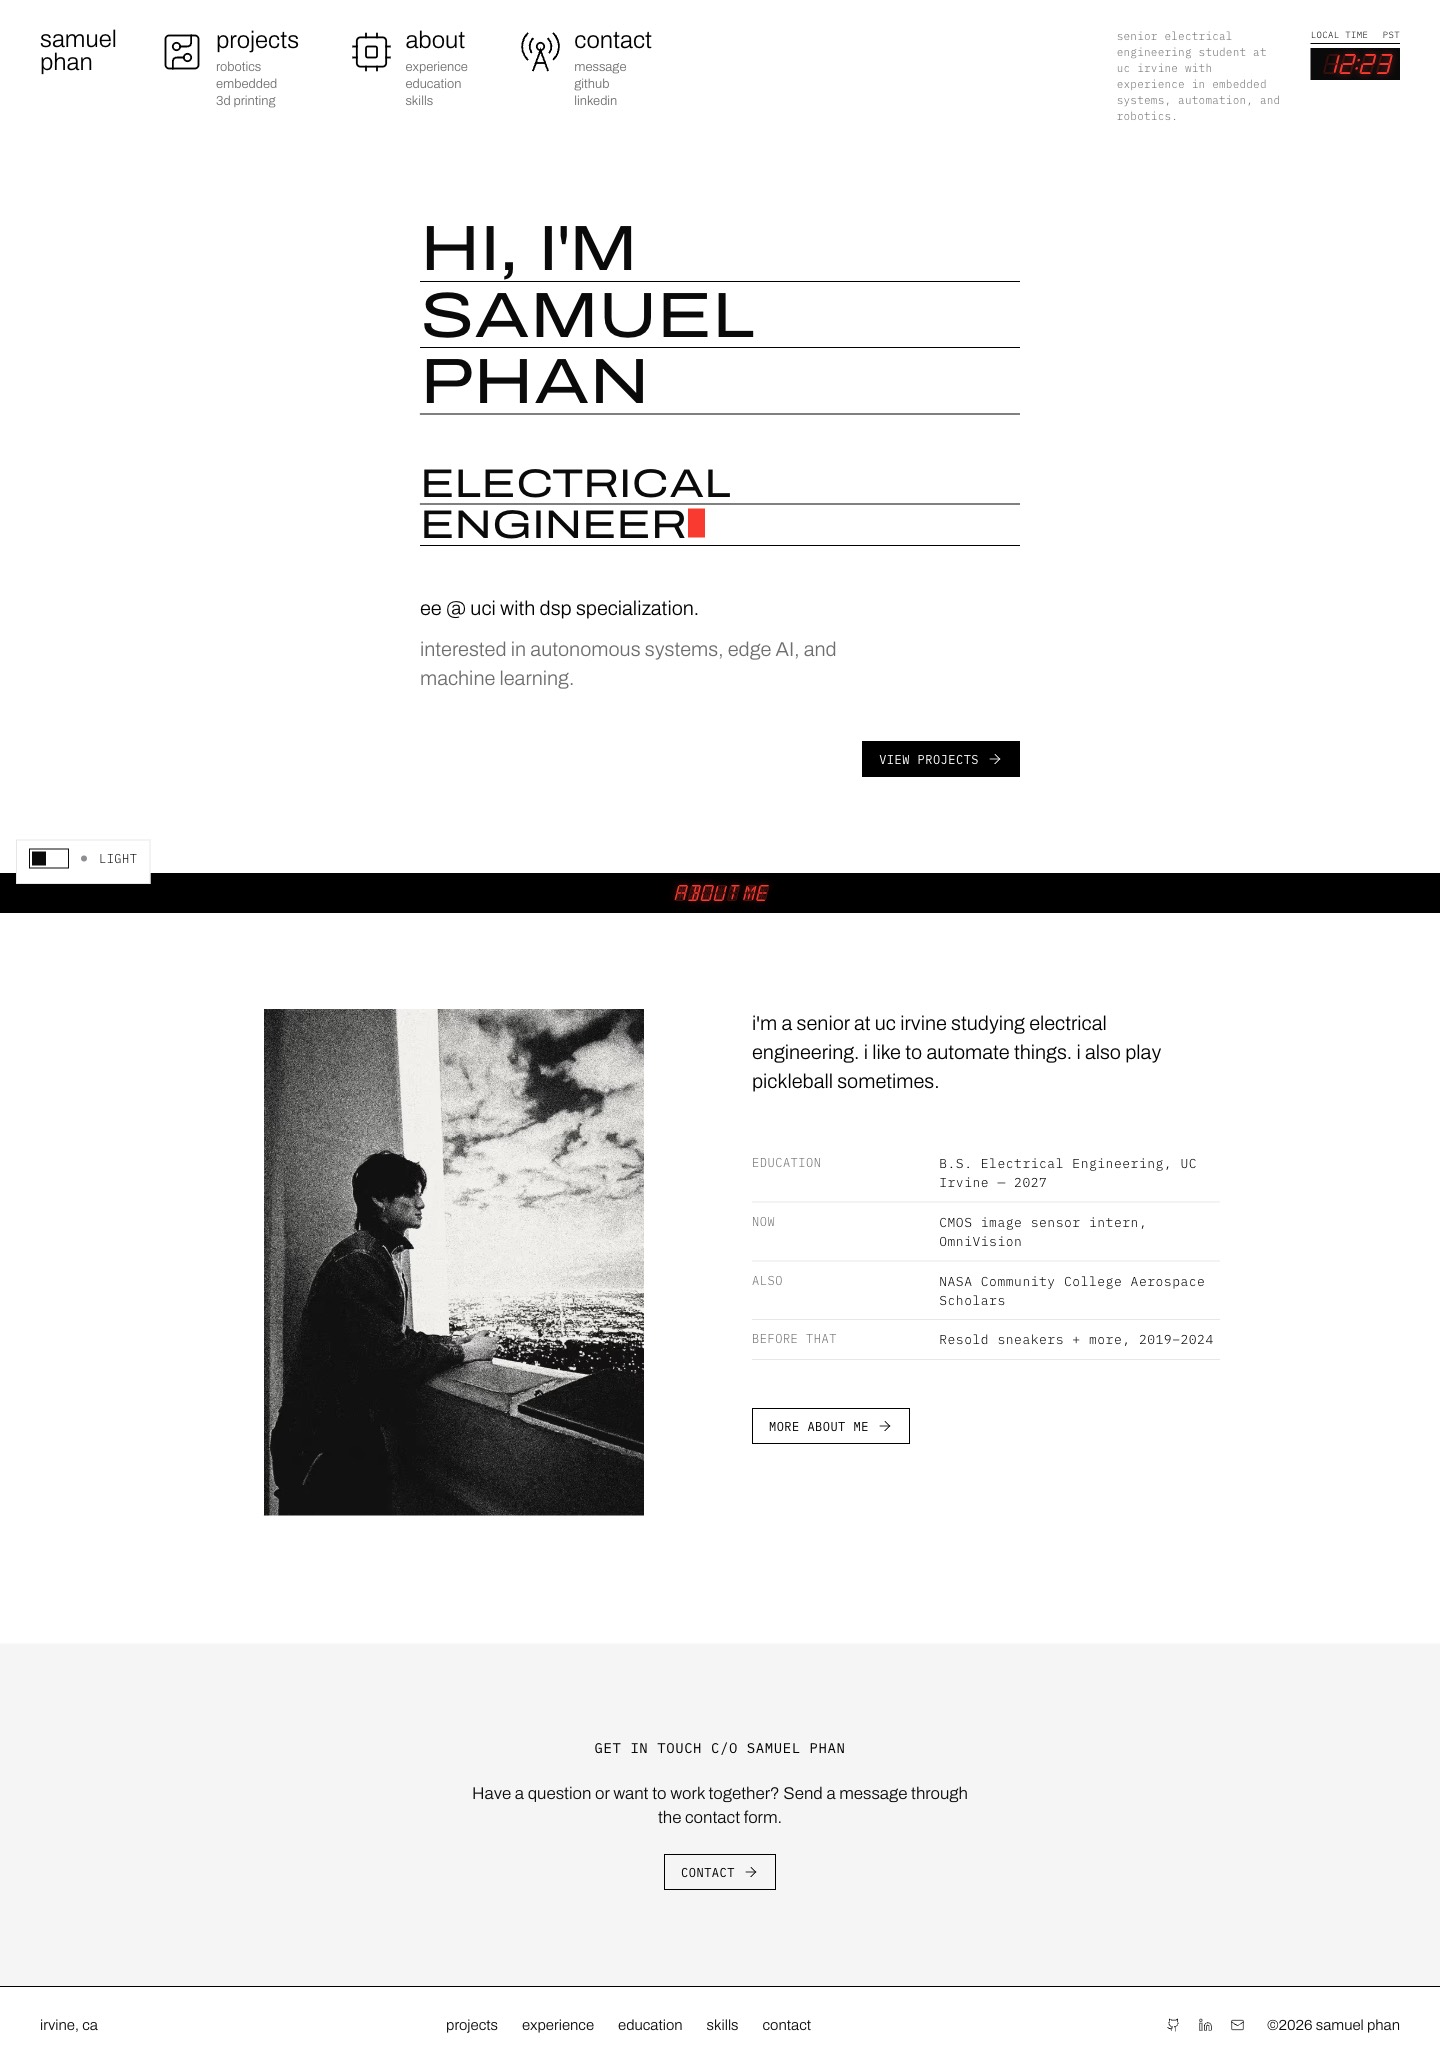 samuel
phan
projects
robotics
embedded
3d printing
about
experience
education
skills
contact
message
github
linkedin
senior electrical
engineering student at
uc irvine with
experience in embedded
systems, automation, and
robotics.
LOCAL TIME PST
12:23
HI, I'M
SAMUEL
PHAN
ELECTRICAL
ENGINEER
ee @ uci with dsp specialization.
interested in autonomous systems, edge AI, and
machine learning.
VIEW PROJECTS →
LIGHT
ABOUT ME
i'm a senior at uc irvine studying electrical
engineering. i like to automate things. i also play
pickleball sometimes.
EDUCATION
B.S. Electrical Engineering, UC
Irvine — 2027
NOW
CMOS image sensor intern,
OmniVision
ALSO
NASA Community College Aerospace
Scholars
BEFORE THAT
Resold sneakers + more, 2019–2024
MORE ABOUT ME →
GET IN TOUCH C/O SAMUEL PHAN
Have a question or want to work together? Send a message through
the contact form.
CONTACT →
irvine, ca
projects experience education skills contact
©2026 samuel phan